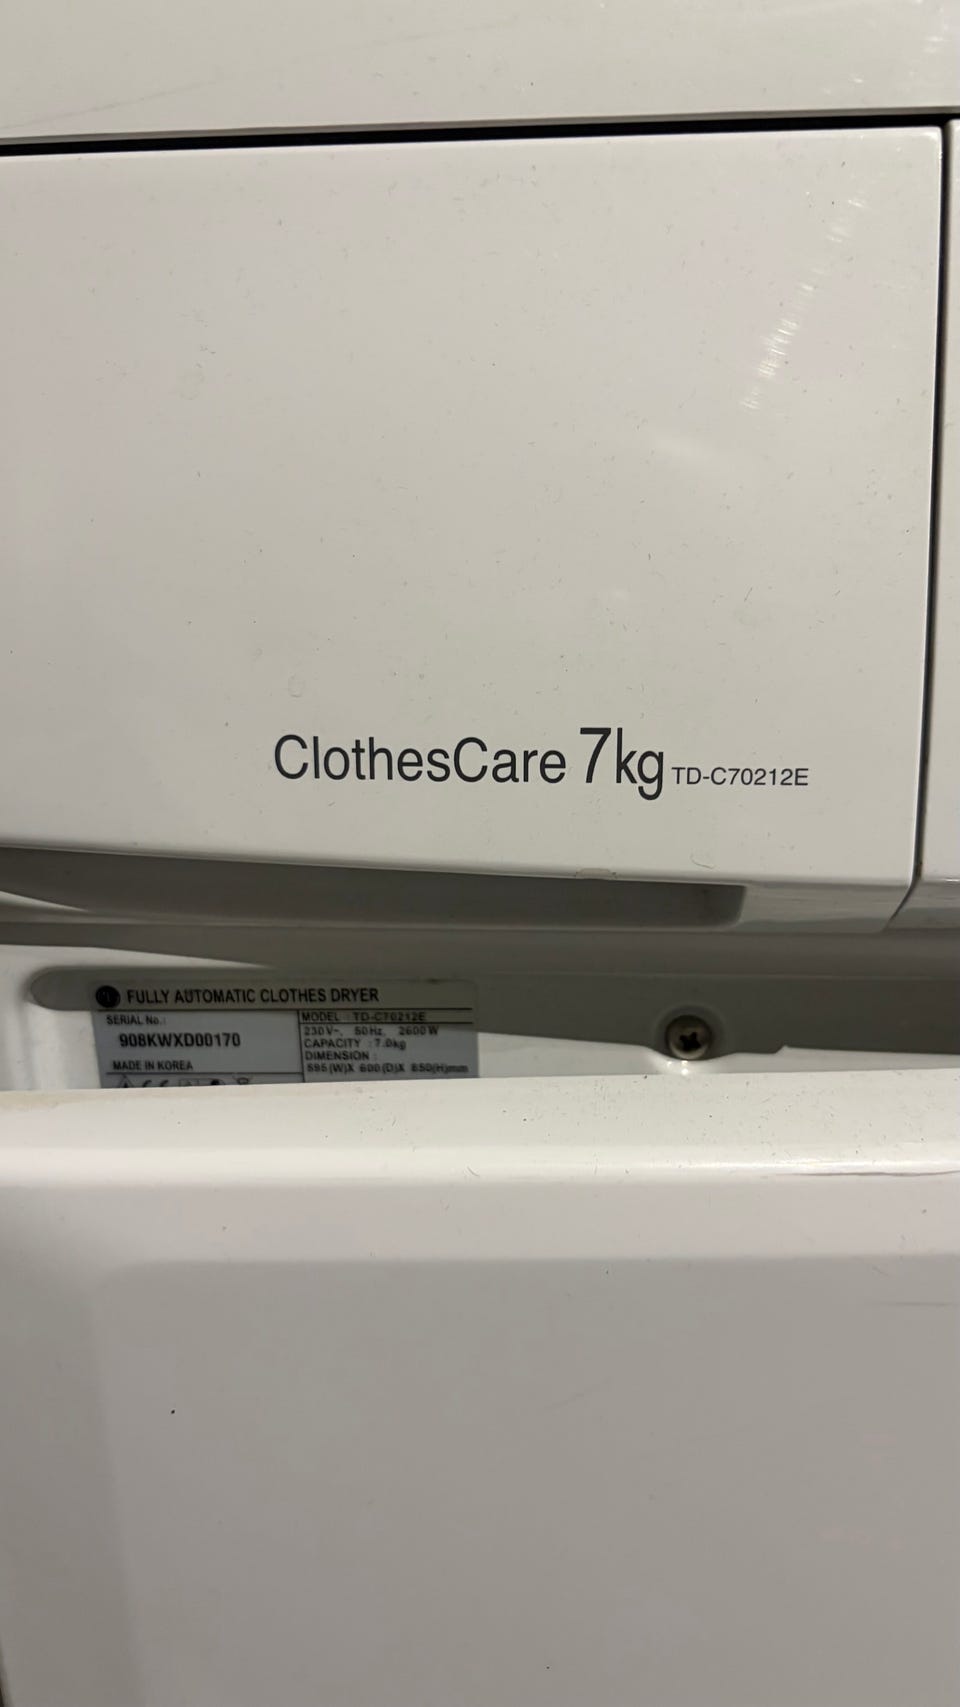 ClothesCare 7kg TD-C70212E
FULLY AUTOMATIC CLOTHES DRYER
SERIAL No.:
908KWXD00170
MADE IN KOREA
MODEL : TD-C70212E
230V~, 50Hz, 2600W
CAPACITY : 7.0kg
DIMENSION :
595(W)X 600(D)X 850(H)mm